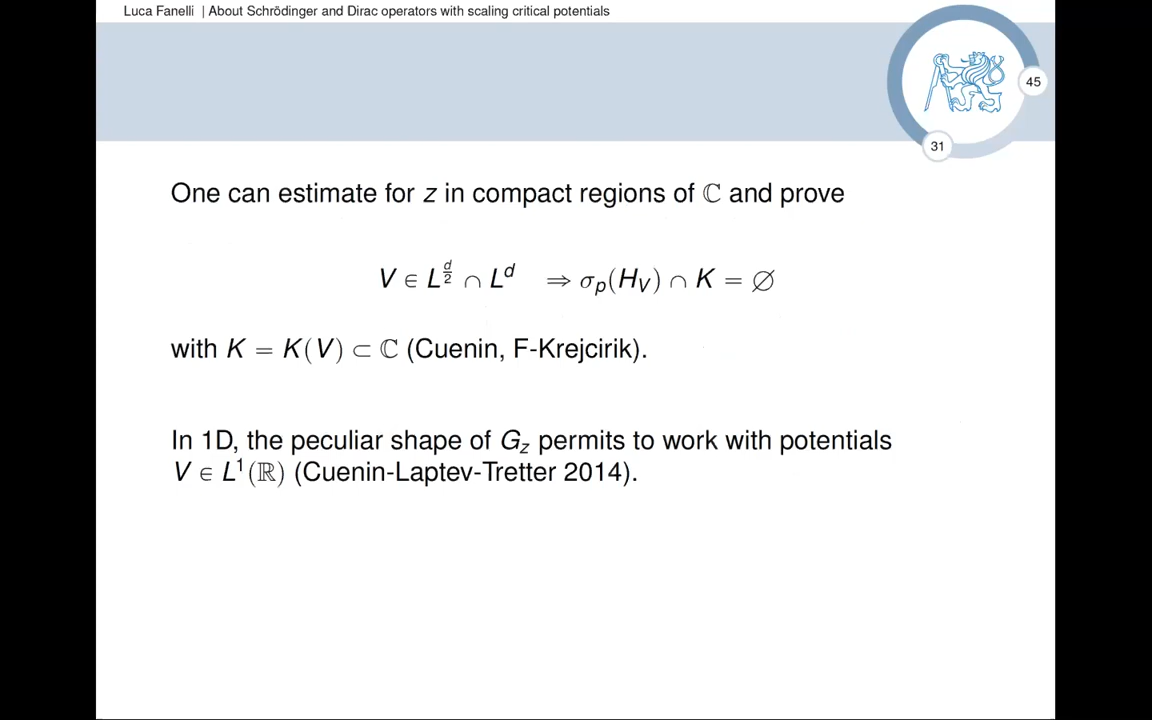 Luca Fanelli | About Schrödinger and Dirac operators with scaling critical potentials
45
31
One can estimate for z in compact regions of ℂ and prove
V ∈ L^{d/2} ∩ L^d ⇒ σ_p(H_V) ∩ K = ∅
with K = K(V) ⊂ ℂ (Cuenin, F-Krejcirik).
In 1D, the peculiar shape of G_z permits to work with potentials
V ∈ L¹(ℝ) (Cuenin-Laptev-Tretter 2014).